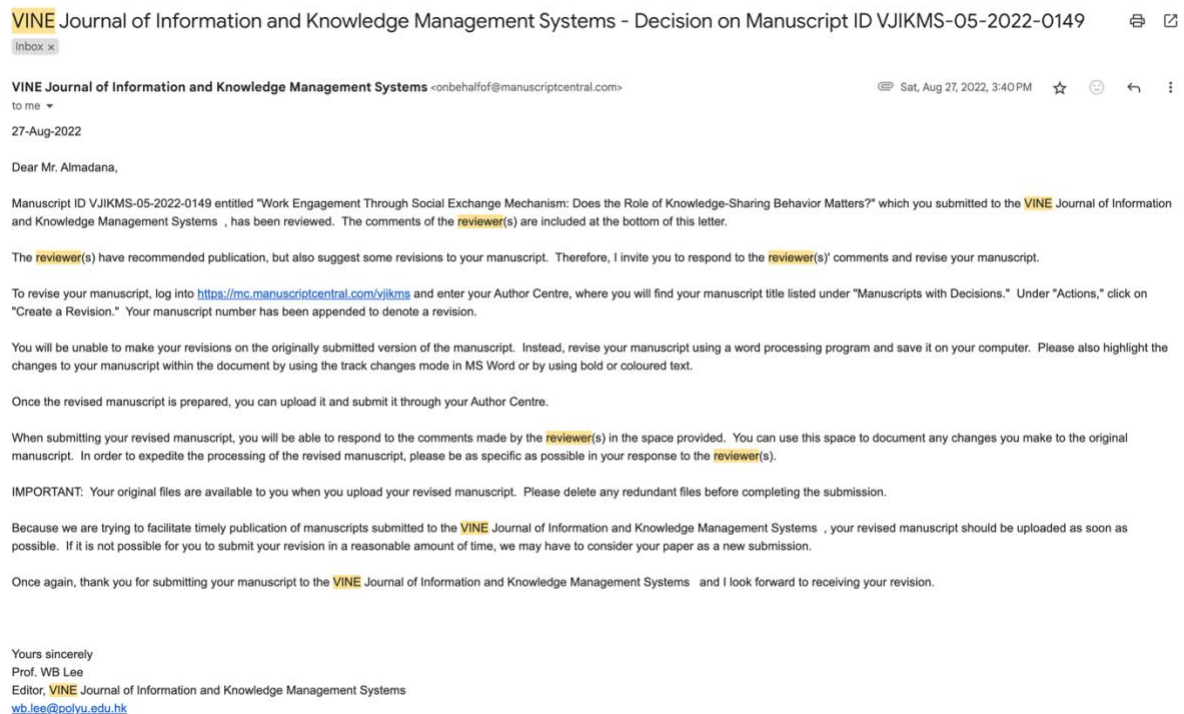 VINE Journal of Information and Knowledge Management Systems - Decision on Manuscript ID VJIKMS-05-2022-0149
Inbox ×
VINE Journal of Information and Knowledge Management Systems <onbehalfof@manuscriptcentral.com>
Sat, Aug 27, 2022, 3:40 PM
to me
27-Aug-2022
Dear Mr. Almadana,
Manuscript ID VJIKMS-05-2022-0149 entitled "Work Engagement Through Social Exchange Mechanism: Does the Role of Knowledge-Sharing Behavior Matters?" which you submitted to the VINE Journal of Information
and Knowledge Management Systems , has been reviewed. The comments of the reviewer(s) are included at the bottom of this letter.
The reviewer(s) have recommended publication, but also suggest some revisions to your manuscript. Therefore, I invite you to respond to the reviewer(s)' comments and revise your manuscript.
To revise your manuscript, log into https://mc.manuscriptcentral.com/vjikms and enter your Author Centre, where you will find your manuscript title listed under "Manuscripts with Decisions." Under "Actions," click on
"Create a Revision." Your manuscript number has been appended to denote a revision.
You will be unable to make your revisions on the originally submitted version of the manuscript. Instead, revise your manuscript using a word processing program and save it on your computer. Please also highlight the
changes to your manuscript within the document by using the track changes mode in MS Word or by using bold or coloured text.
Once the revised manuscript is prepared, you can upload it and submit it through your Author Centre.
When submitting your revised manuscript, you will be able to respond to the comments made by the reviewer(s) in the space provided. You can use this space to document any changes you make to the original
manuscript. In order to expedite the processing of the revised manuscript, please be as specific as possible in your response to the reviewer(s).
IMPORTANT: Your original files are available to you when you upload your revised manuscript. Please delete any redundant files before completing the submission.
Because we are trying to facilitate timely publication of manuscripts submitted to the VINE Journal of Information and Knowledge Management Systems , your revised manuscript should be uploaded as soon as
possible. If it is not possible for you to submit your revision in a reasonable amount of time, we may have to consider your paper as a new submission.
Once again, thank you for submitting your manuscript to the VINE Journal of Information and Knowledge Management Systems and I look forward to receiving your revision.
Yours sincerely
Prof. WB Lee
Editor, VINE Journal of Information and Knowledge Management Systems
wb.lee@polyu.edu.hk